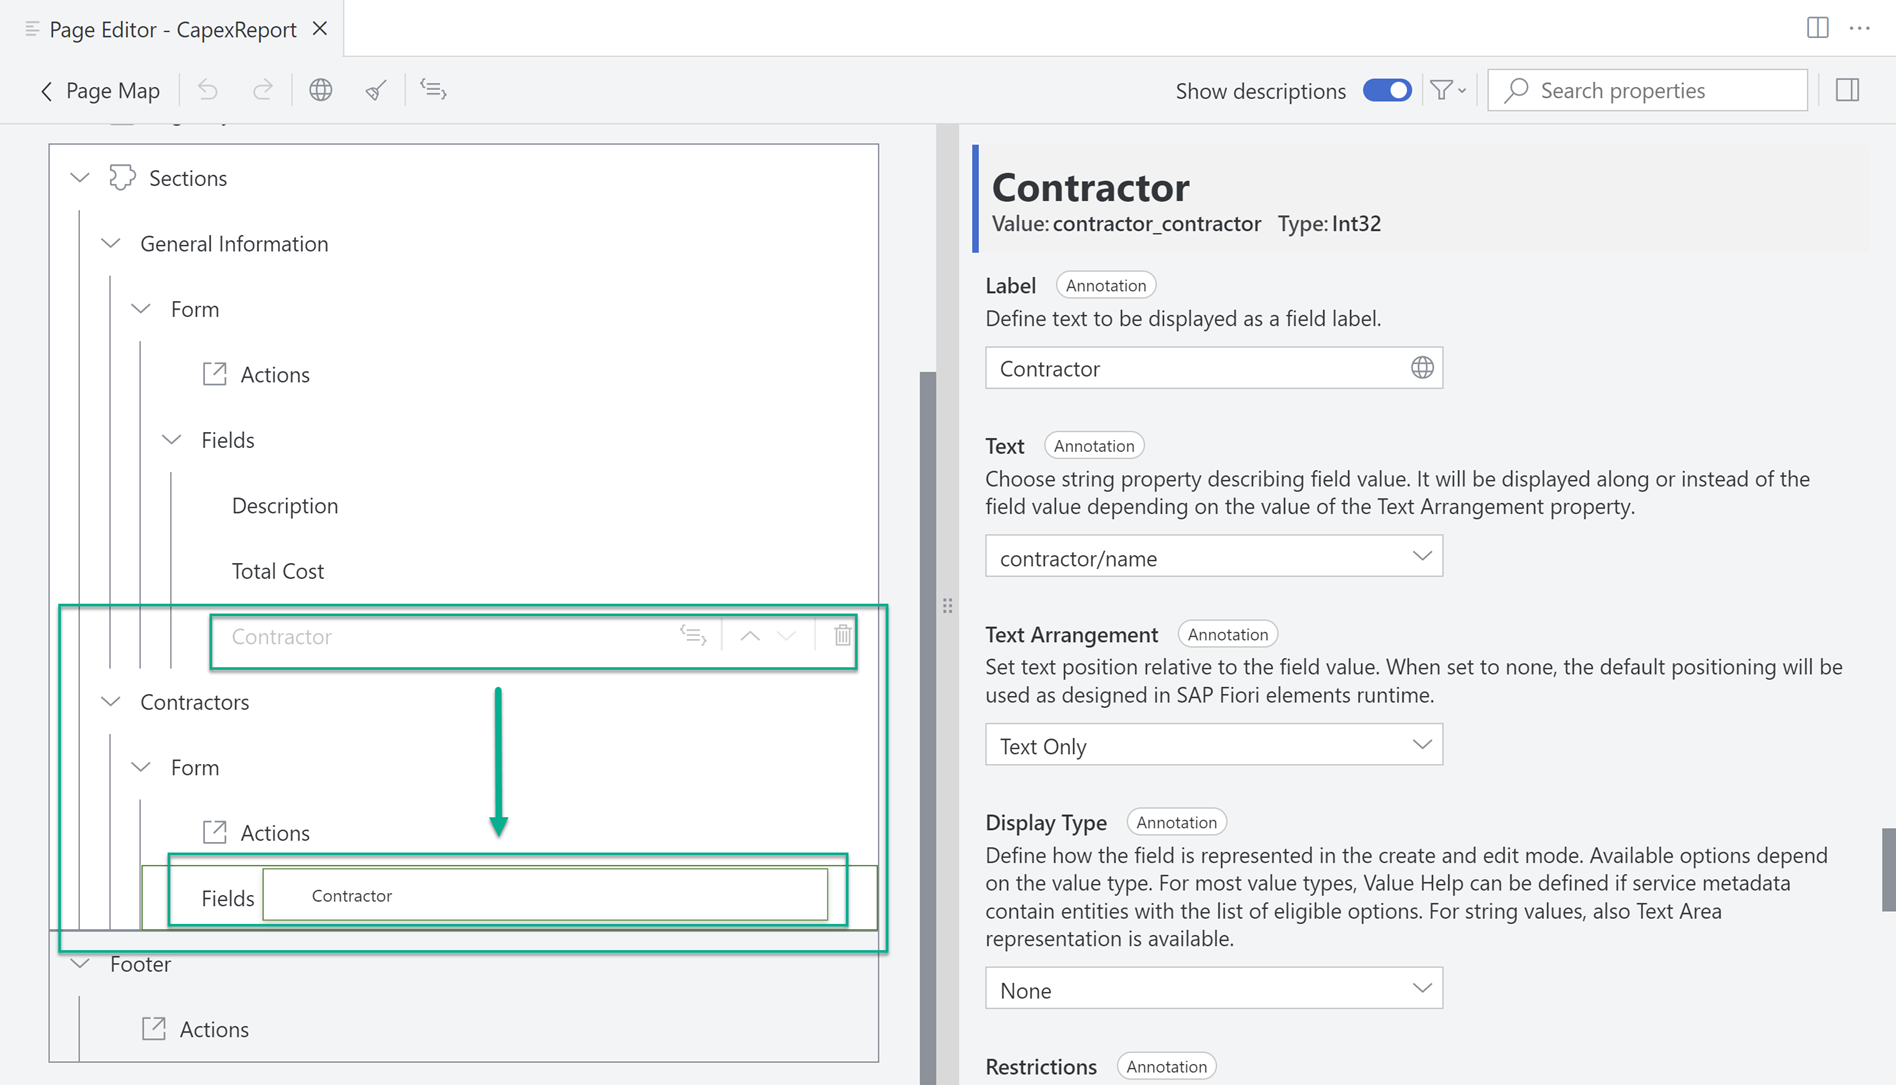 Page Editor - CapexReport
Page Map
Show descriptions
Search properties
Sections
General Information
Form
Actions
Fields
Description
Total Cost
Contractor
Contractors
Form
Actions
Fields
Contractor
Footer
Actions
Contractor
Value: contractor_contractor Type: Int32
Label Annotation
Define text to be displayed as a field label.
Contractor
Text Annotation
Choose string property describing field value. It will be displayed along or instead of the
field value depending on the value of the Text Arrangement property.
contractor/name
Text Arrangement Annotation
Set text position relative to the field value. When set to none, the default positioning will be
used as designed in SAP Fiori elements runtime.
Text Only
Display Type Annotation
Define how the field is represented in the create and edit mode. Available options depend
on the value type. For most value types, Value Help can be defined if service metadata
contain entities with the list of eligible options. For string values, also Text Area
representation is available.
None
Restrictions Annotation